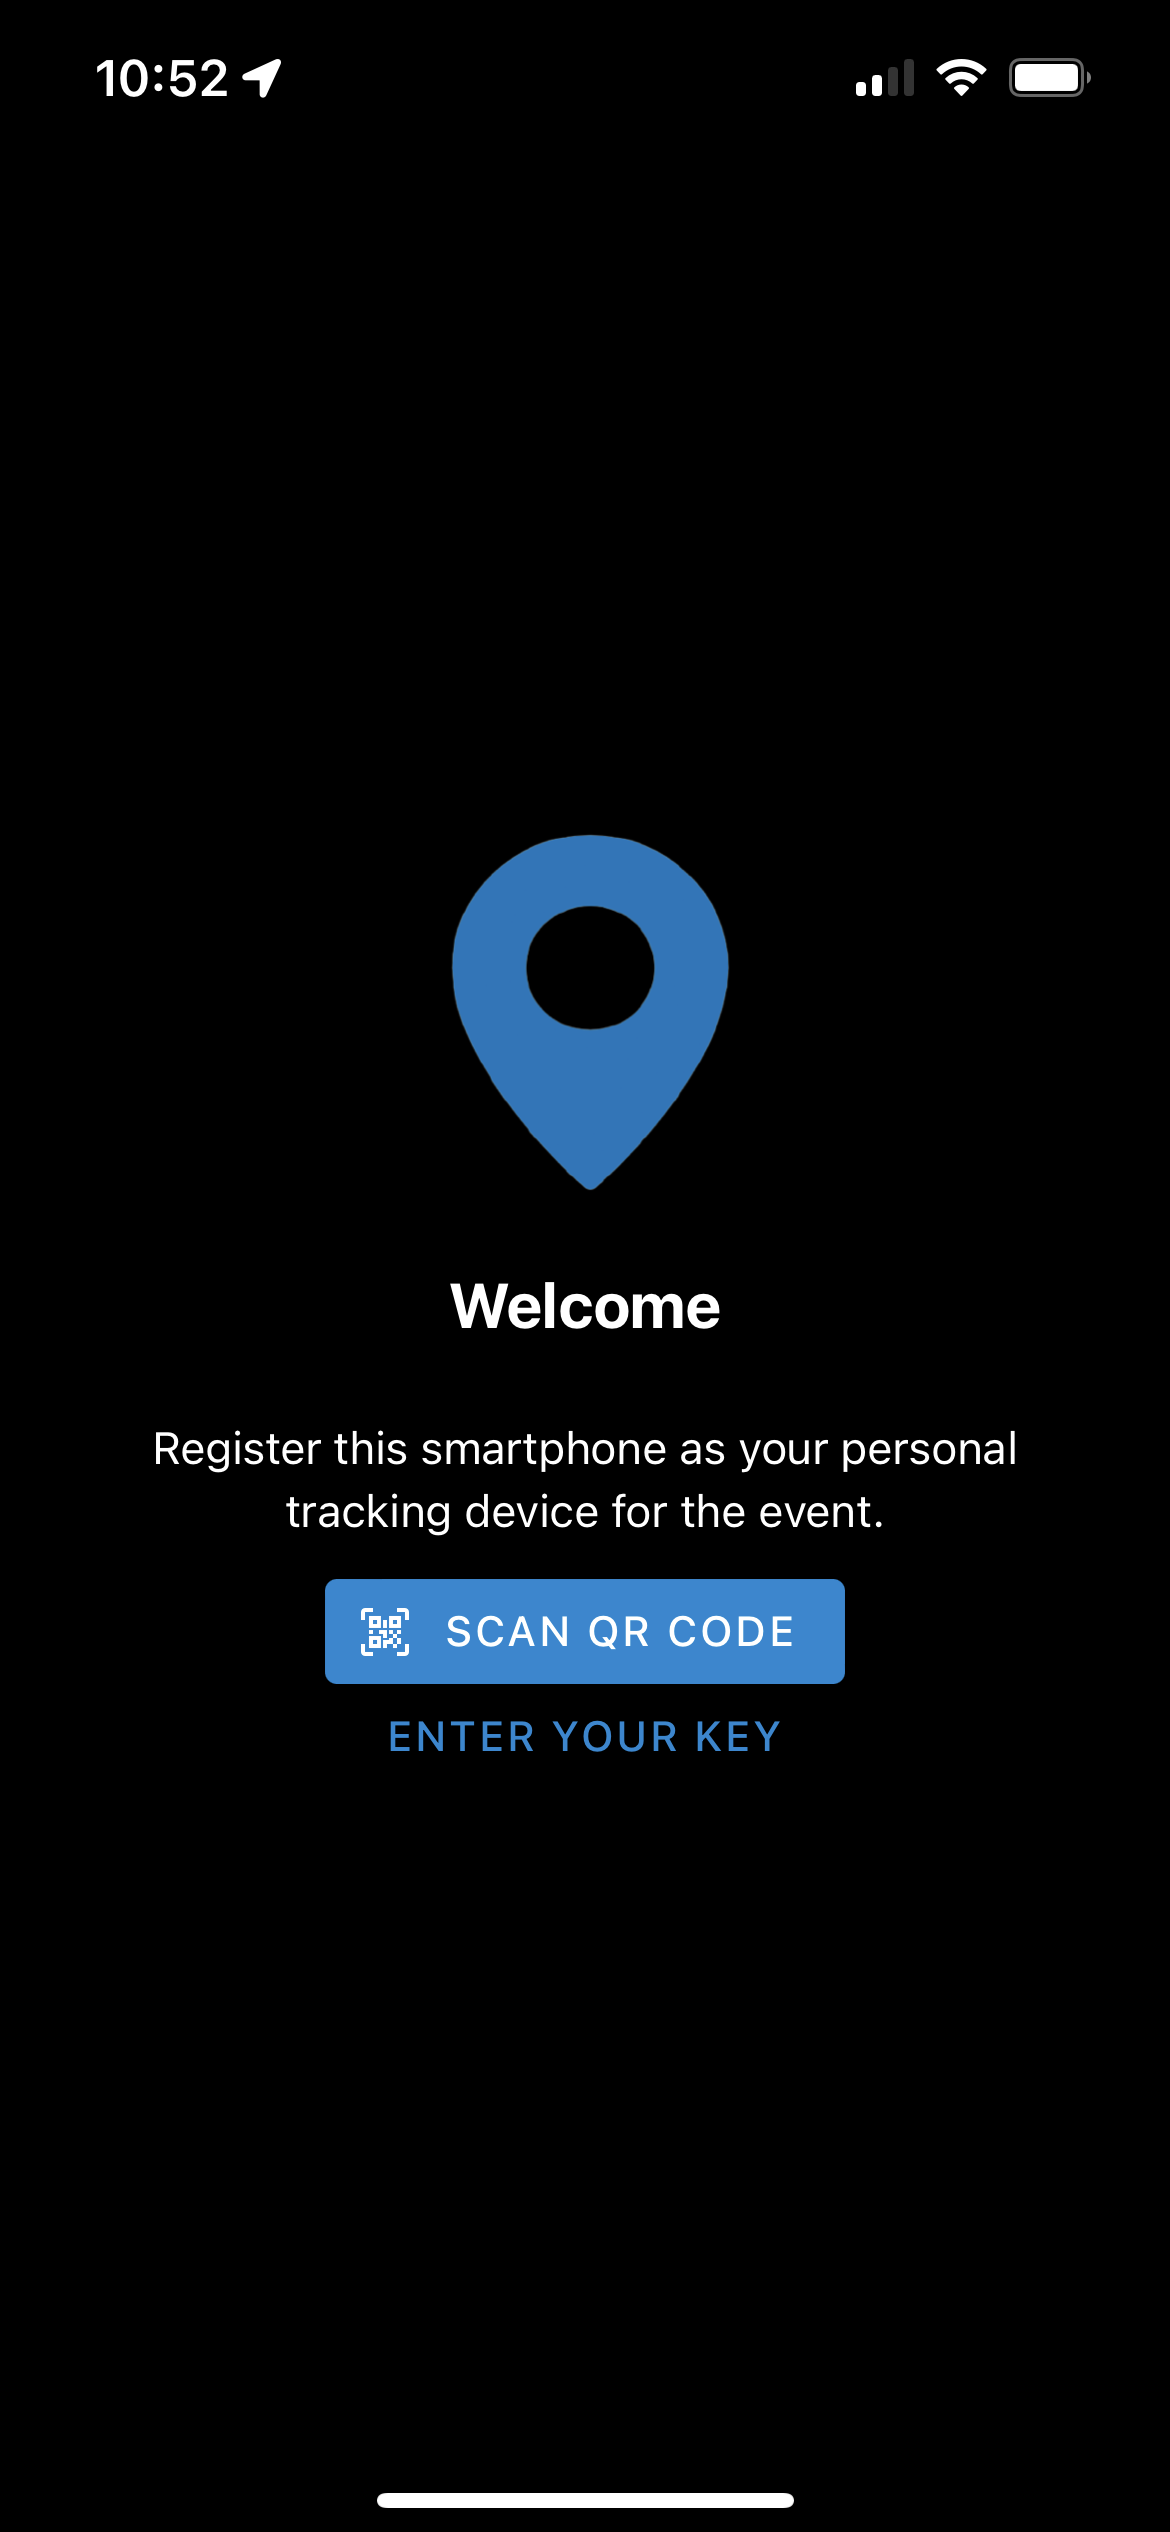 10:52
Welcome
Register this smartphone as your personal
tracking device for the event.
SCAN QR CODE
ENTER YOUR KEY